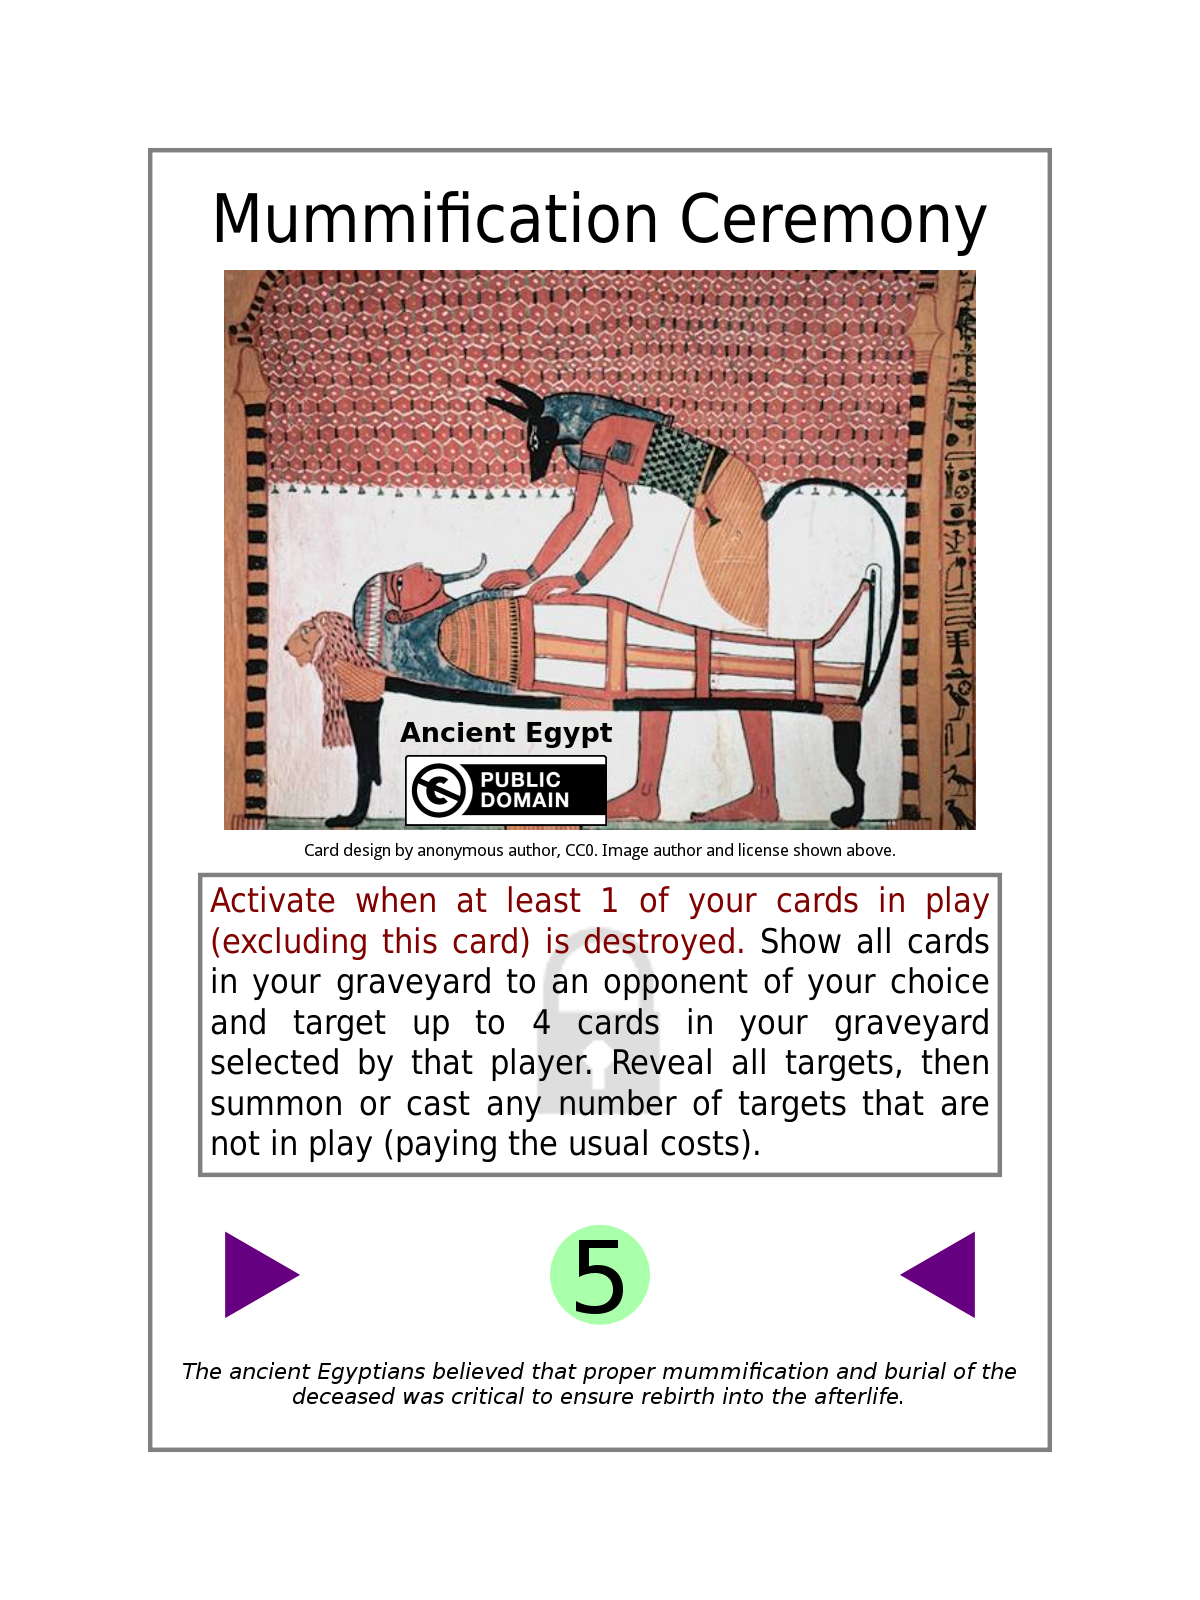 Mummification Ceremony
Ancient Egypt
PUBLIC
DOMAIN
Card design by anonymous author, CC0. Image author and license shown above.
Activate when at least 1 of your cards in play
(excluding this card) is destroyed. Show all cards
in your graveyard to an opponent of your choice
and target up to 4 cards in your graveyard
selected by that player. Reveal all targets, then
summon or cast any number of targets that are
not in play (paying the usual costs).
5
The ancient Egyptians believed that proper mummification and burial of the
deceased was critical to ensure rebirth into the afterlife.